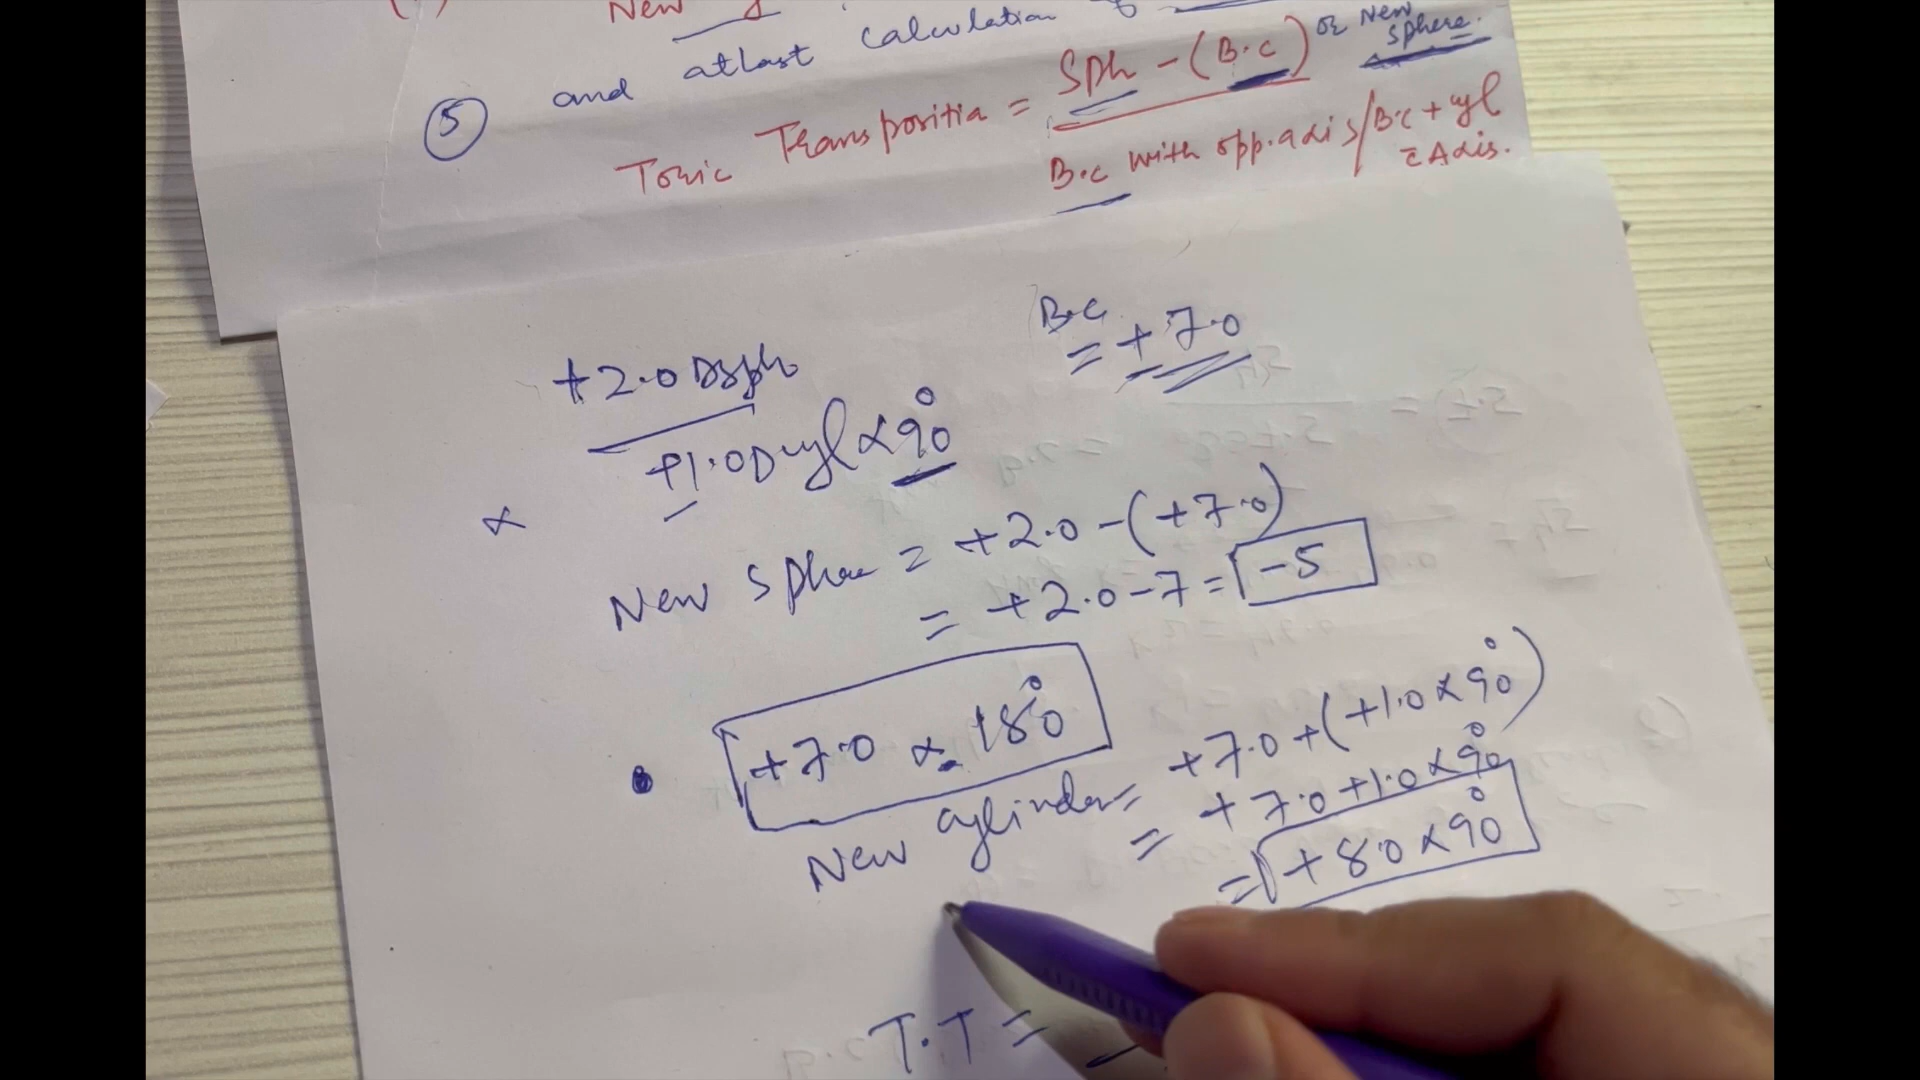 New
and atlast calculation of
5
Toric Transpositia = Sph - (B.C) or New Sphere.
B.C with opp. axis / B.C + cyl c̄ Axis.
B.C = +7.0
+2.0 DSph
+1.0 Dcyl x 90°
x
New Sphere = +2.0 - (+7.0)
= +2.0 - 7 = -5
+7.0 x 180°
New cylinder = +7.0 + (+1.0 x 90°)
= +7.0 + 1.0 x 90°
= +8.0 x 90°
T.T =